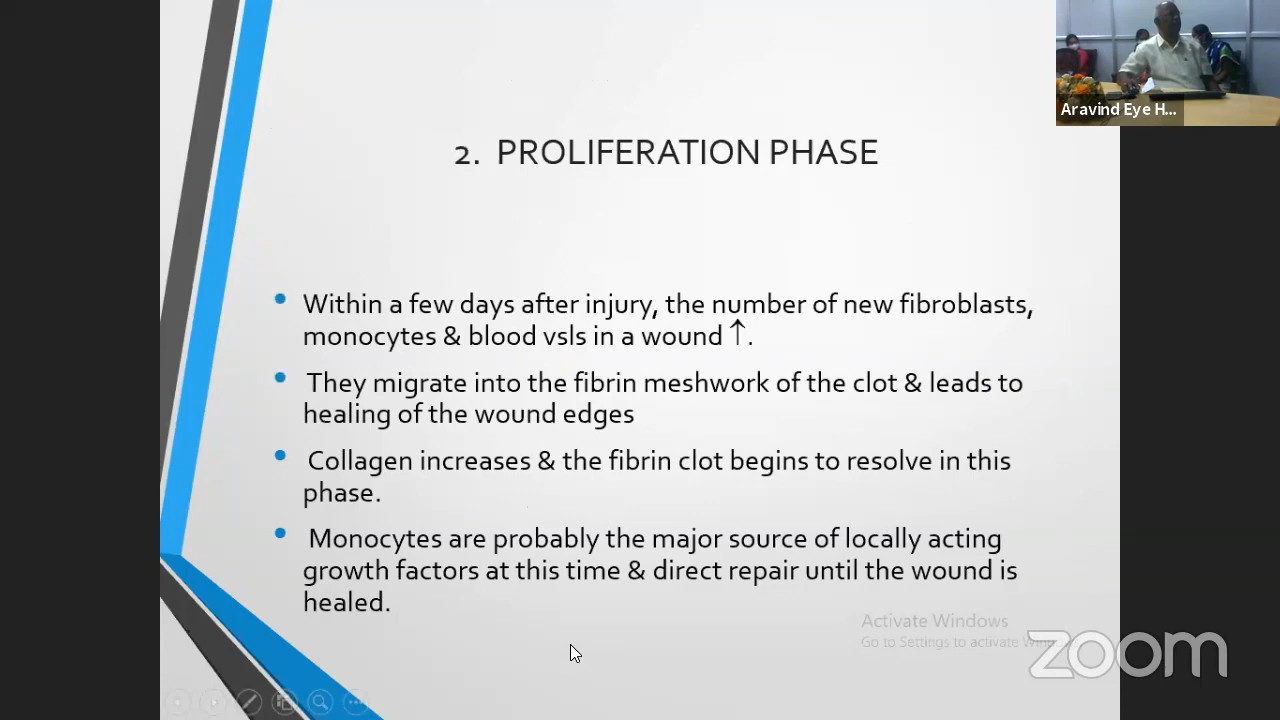 Aravind Eye H...
2. PROLIFERATION PHASE
Within a few days after injury, the number of new fibroblasts,
monocytes & blood vsls in a wound ↑.
They migrate into the fibrin meshwork of the clot & leads to
healing of the wound edges
Collagen increases & the fibrin clot begins to resolve in this
phase.
Monocytes are probably the major source of locally acting
growth factors at this time & direct repair until the wound is
healed.
Activate Windows
Go to Settings to activate
zoom